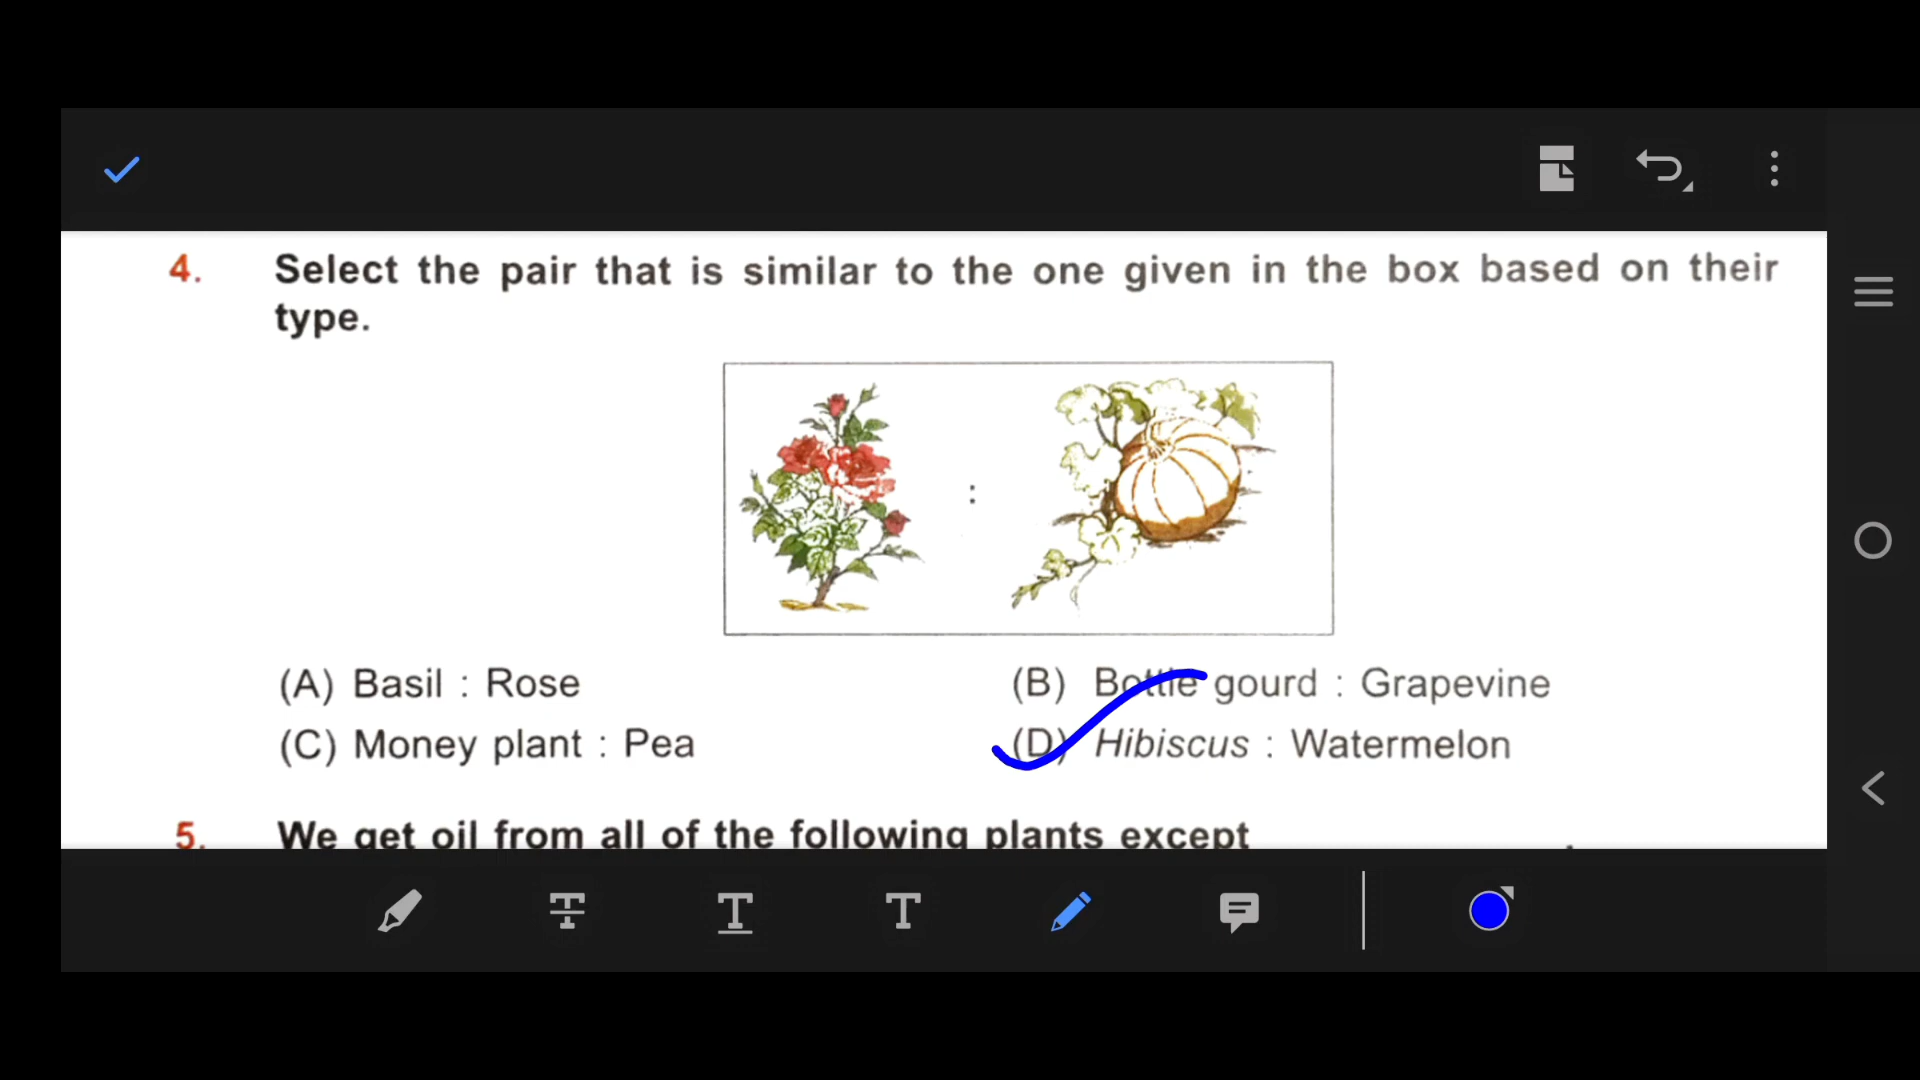 4. Select the pair that is similar to the one given in the box based on their
type.
:
(A) Basil : Rose
(B) Bottle gourd : Grapevine
(C) Money plant : Pea
(D) Hibiscus : Watermelon
5. We get oil from all of the following plants except .